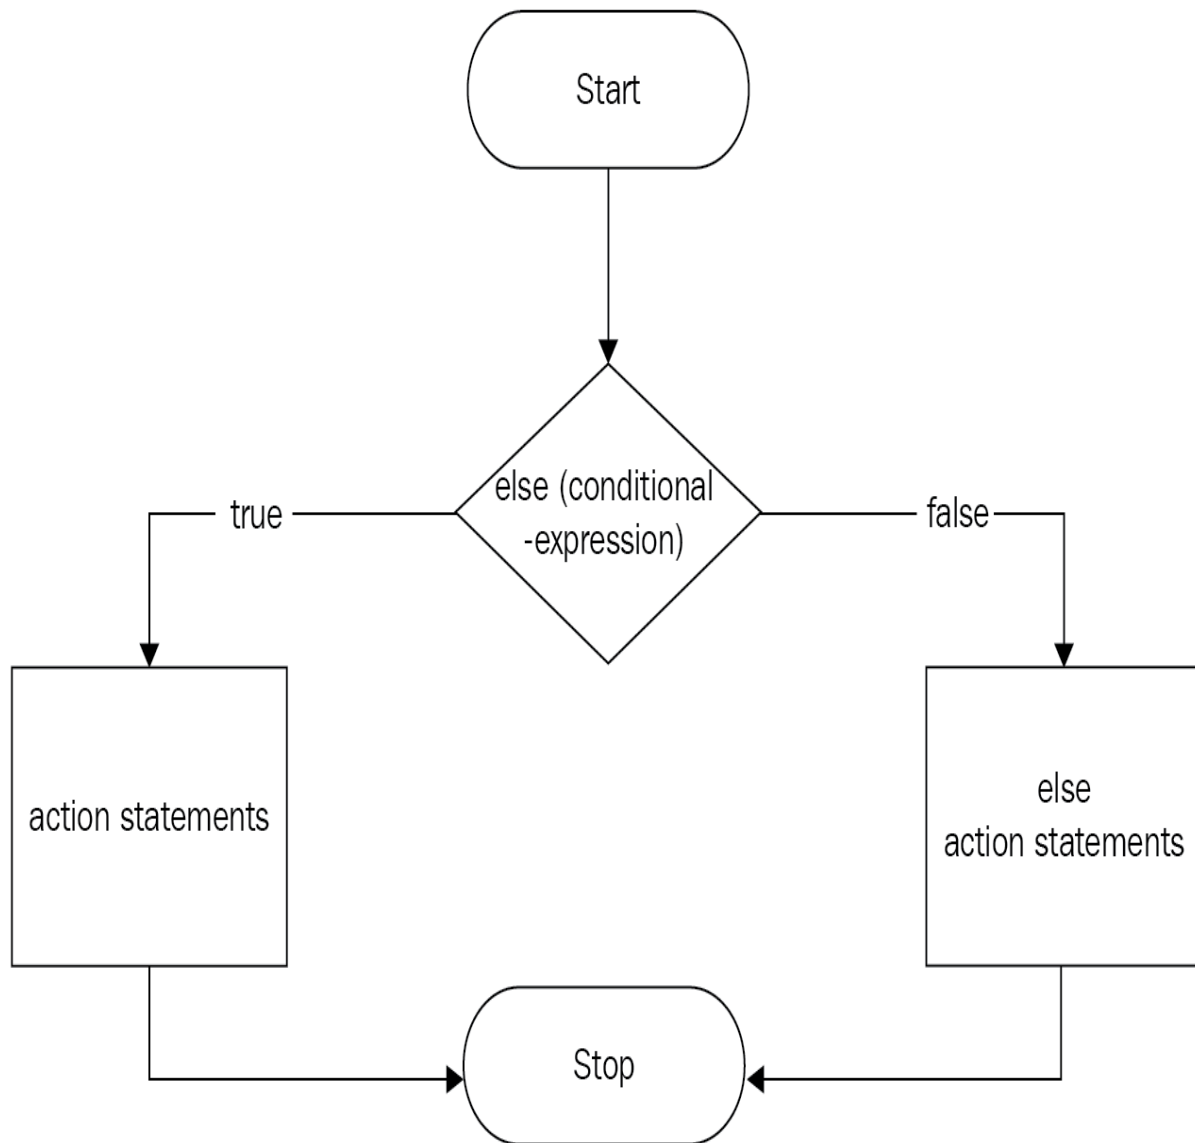 Start
else (conditional
-expression)
true
false
action statements
else
action statements
Stop